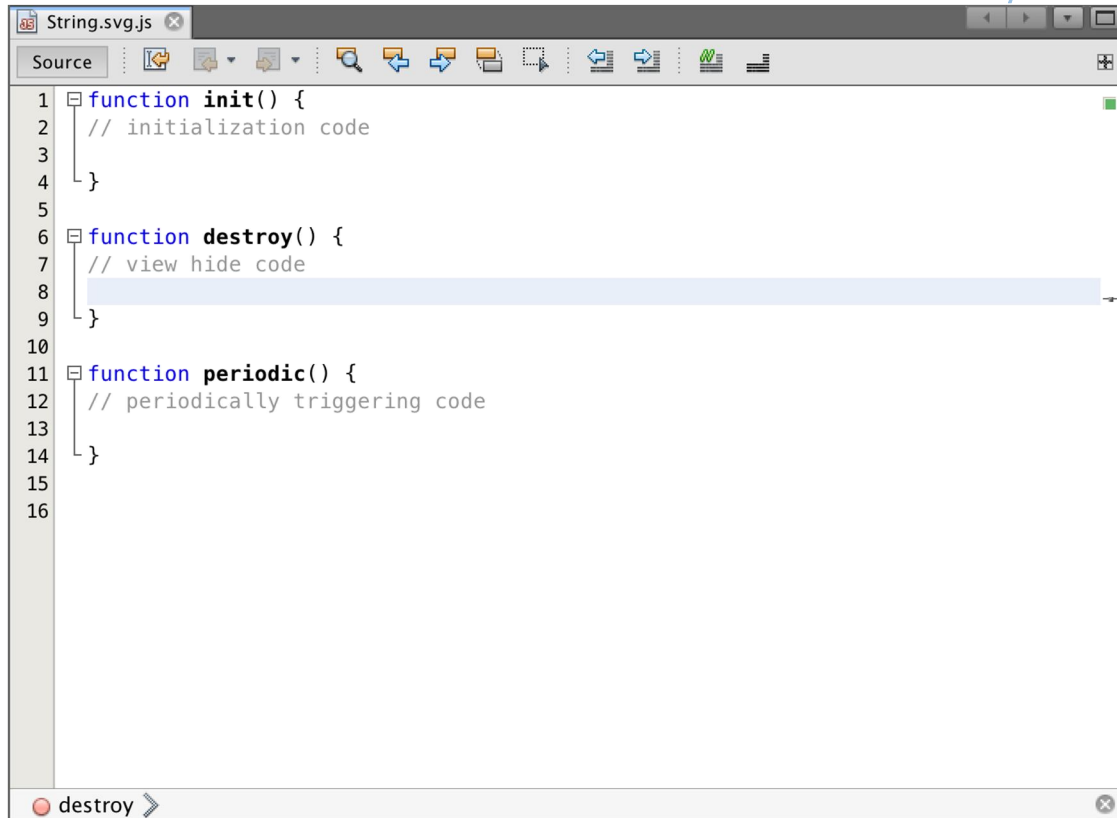 String.svg.js
Source
1 function init() {
2 // initialization code
3
4 }
5
6 function destroy() {
7 // view hide code
8
9 }
10
11 function periodic() {
12 // periodically triggering code
13
14 }
15
16
destroy